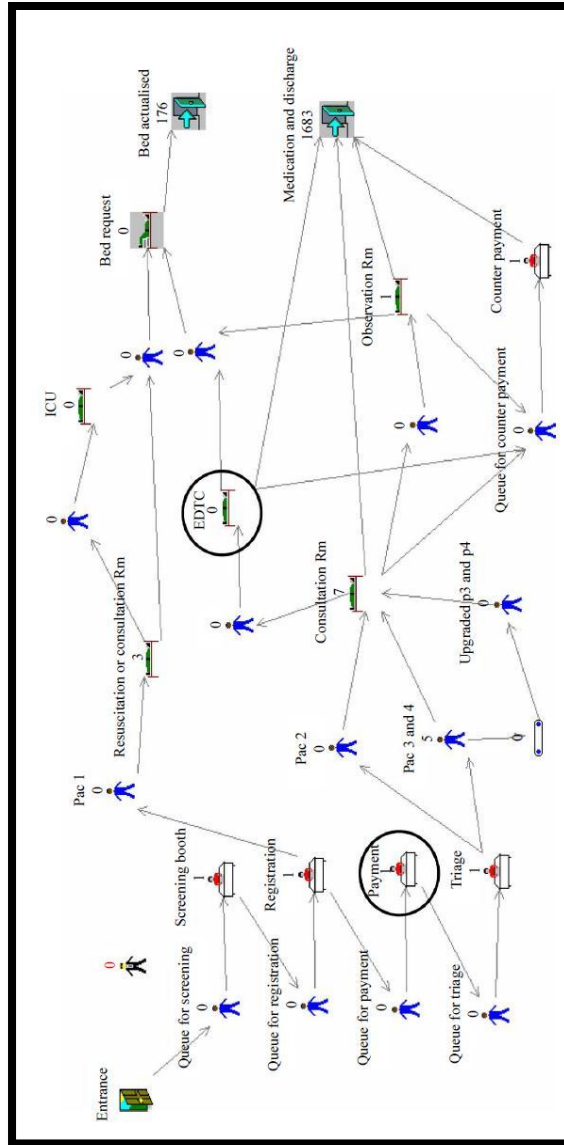 Entrance
0
Queue for screening
0
Screening booth
1
Queue for registration
0
Registration
1
Queue for payment
0
Payment
1
Queue for triage
0
Triage
1
Pac 1
0
Pac 2
0
Pac 3 and 4
5
0
Upgraded p3 and p4
0
Resuscitation or consultation Rm
3
Consultation Rm
7
0
EDTC
0
0
ICU
0
0
0
0
Observation Rm
1
Queue for counter payment
0
Counter payment
1
Bed request
0
Bed actualised
176
Medication and discharge
1683